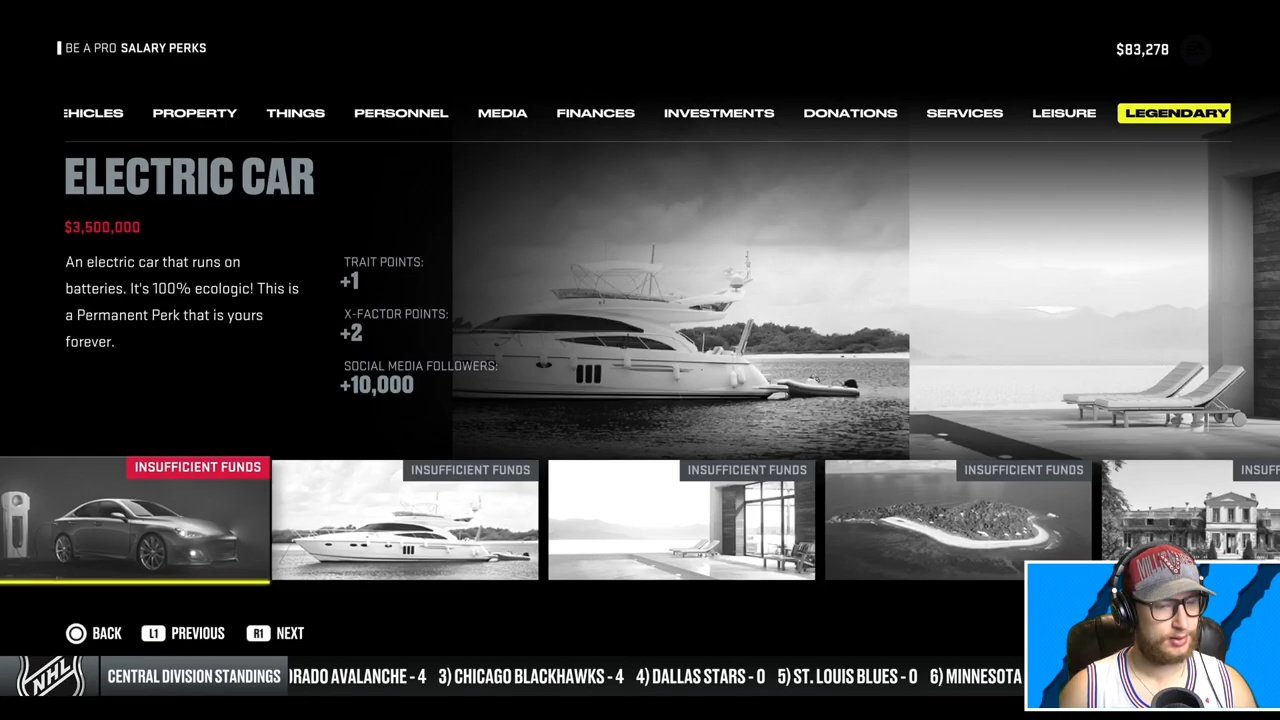 BE A PRO SALARY PERKS
$83,278
EHICLES PROPERTY THINGS PERSONNEL MEDIA FINANCES INVESTMENTS DONATIONS SERVICES LEISURE LEGENDARY
ELECTRIC CAR
$3,500,000
An electric car that runs on
batteries. It's 100% ecologic! This is
a Permanent Perk that is yours
forever.
TRAIT POINTS:
+1
X-FACTOR POINTS:
+2
SOCIAL MEDIA FOLLOWERS:
+10,000
INSUFFICIENT FUNDS INSUFFICIENT FUNDS INSUFFICIENT FUNDS INSUFFICIENT FUNDS INSUFF
BACK L1 PREVIOUS R1 NEXT
NHL CENTRAL DIVISION STANDINGS RADO AVALANCHE - 4 3) CHICAGO BLACKHAWKS - 4 4) DALLAS STARS - 0 5) ST. LOUIS BLUES - 0 6) MINNESOTA